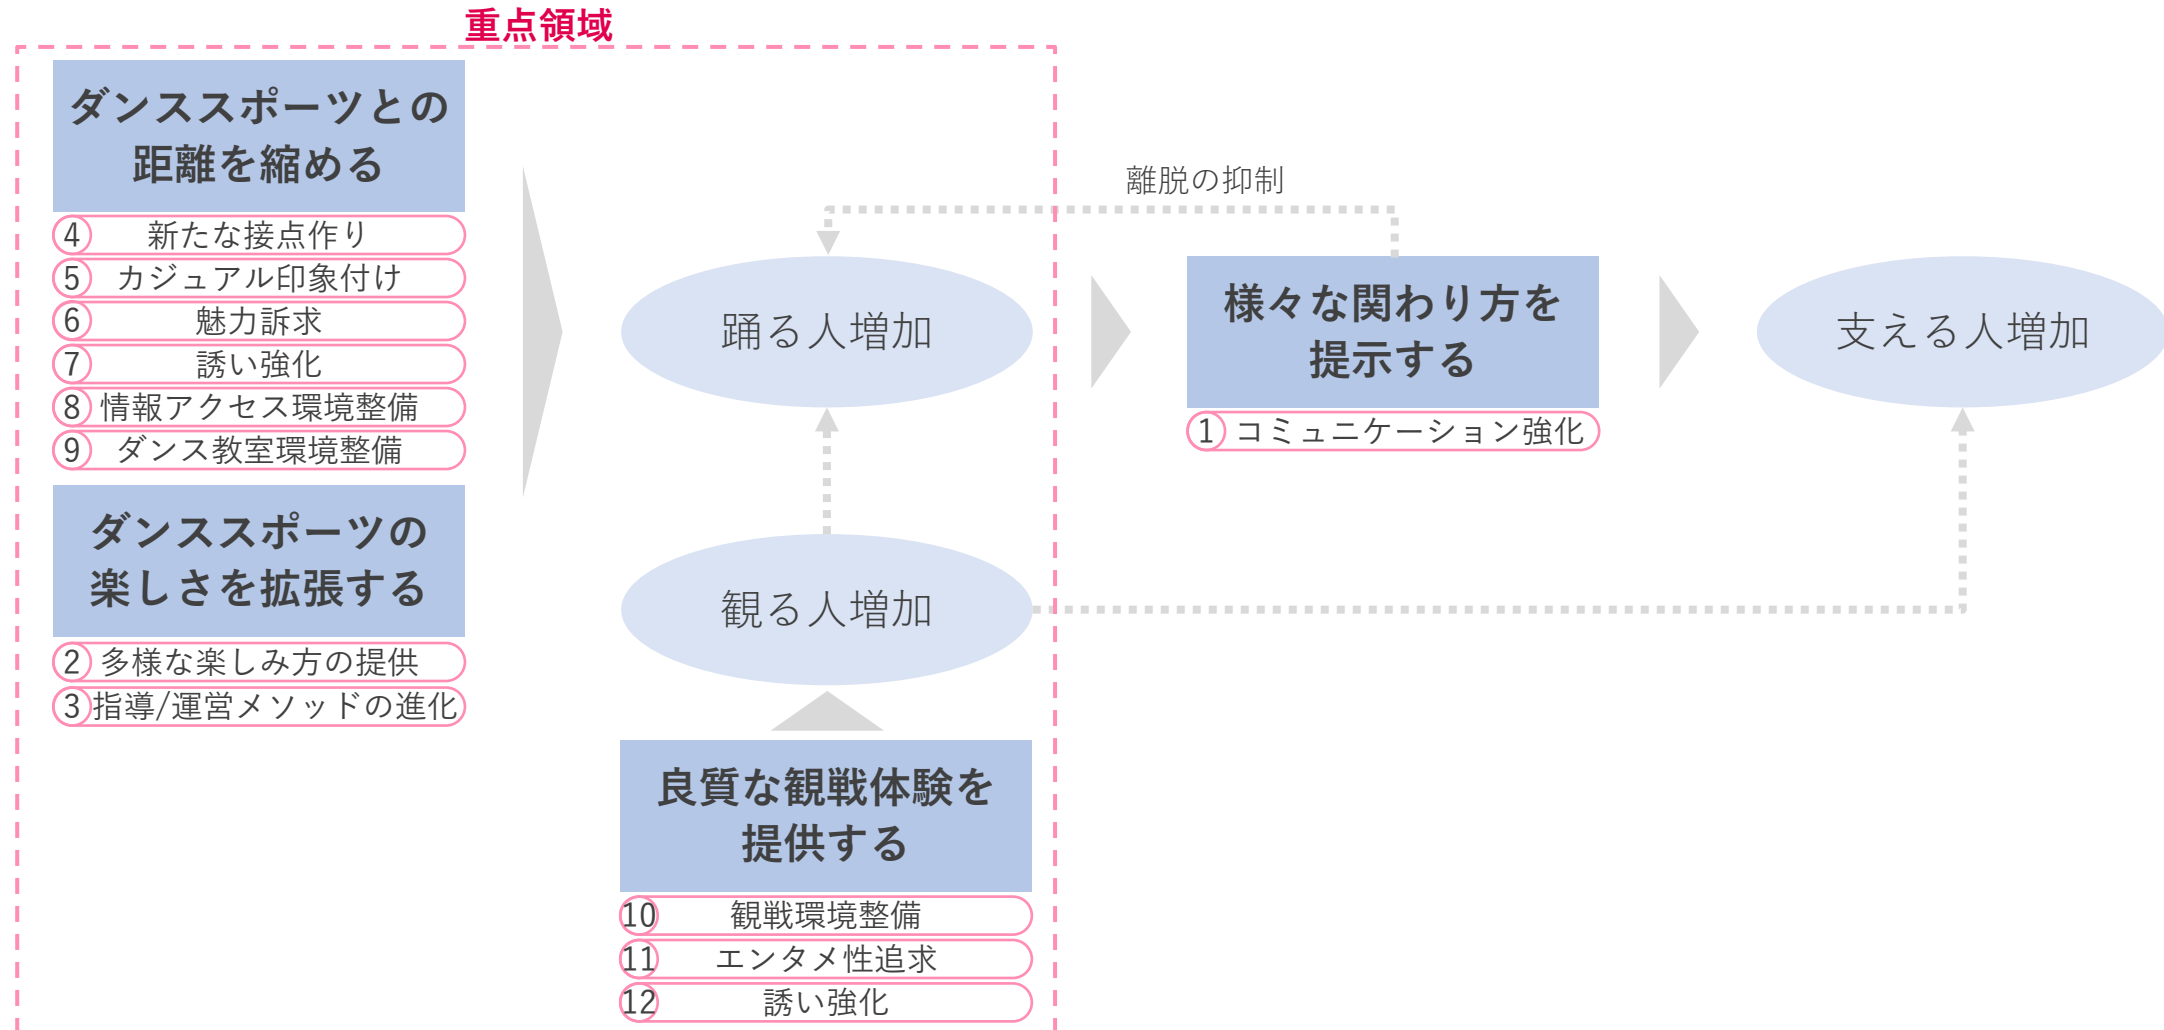 重点領域
ダンススポーツとの
距離を縮める
4 新たな接点作り
5 カジュアル印象付け
6 魅力訴求
7 誘い強化
8 情報アクセス環境整備
9 ダンス教室環境整備
ダンススポーツの
楽しさを拡張する
2 多様な楽しみ方の提供
3 指導/運営メソッドの進化
踊る人増加
観る人増加
良質な観戦体験を
提供する
10 観戦環境整備
11 エンタメ性追求
12 誘い強化
離脱の抑制
様々な関わり方を
提示する
1 コミュニケーション強化
支える人増加